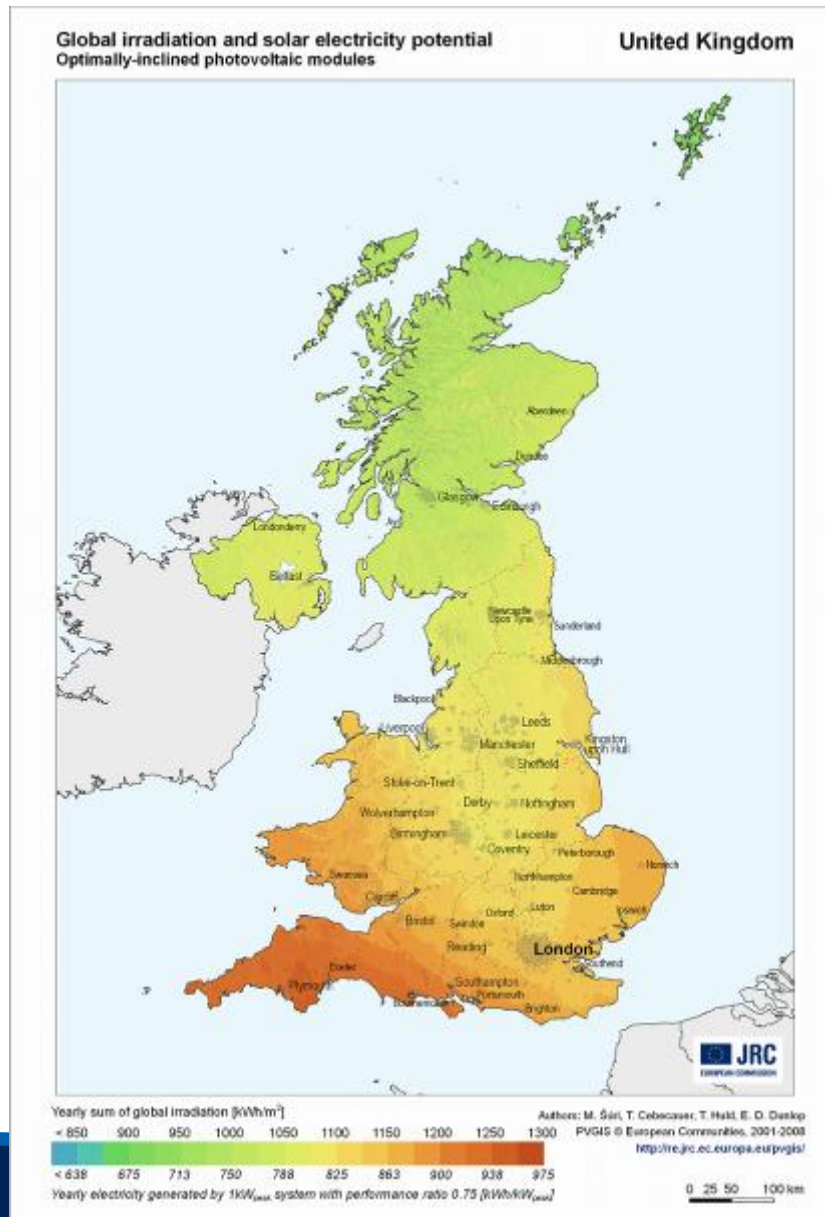 Global irradiation and solar electricity potential
Optimally-inclined photovoltaic modules
United Kingdom
Aberdeen
Dundee
Glasgow
Edinburgh
Londonderry
Belfast
Newcastle
upon Tyne
Sunderland
Middlesbrough
Blackpool
Leeds
Liverpool
Manchester
Kingston
upon Hull
Sheffield
Stoke-on-Trent
Derby
Nottingham
Wolverhampton
Birmingham
Leicester
Coventry
Peterborough
Norwich
Northampton
Cambridge
Swansea
Cardiff
Ipswich
Luton
Oxford
Bristol
Swindon
Reading
London
Southend
Exeter
Plymouth
Southampton
Portsmouth
Bournemouth
Brighton
JRC
EUROPEAN COMMISSION
Yearly sum of global irradiation [kWh/m²]
< 850 900 950 1000 1050 1100 1150 1200 1250 1300
< 638 675 713 750 788 825 863 900 938 975
Yearly electricity generated by 1kWpeak system with performance ratio 0.75 [kWh/kWpeak]
Authors: M. Šúri, T. Cebecauer, T. Huld, E. D. Dunlop
PVGIS © European Communities, 2001-2008
http://re.jrc.ec.europa.eu/pvgis/
0 25 50 100 km